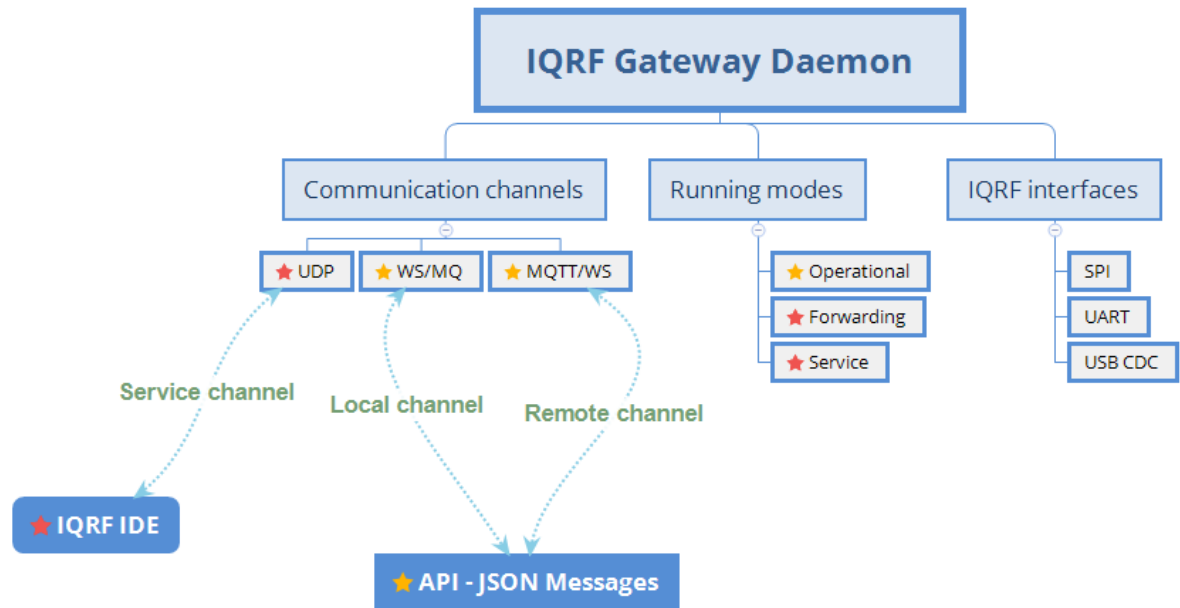 IQRF Gateway Daemon
Communication channels
Running modes
IQRF interfaces
UDP
WS/MQ
MQTT/WS
Operational
Forwarding
Service
SPI
UART
USB CDC
Service channel
Local channel
Remote channel
IQRF IDE
API - JSON Messages